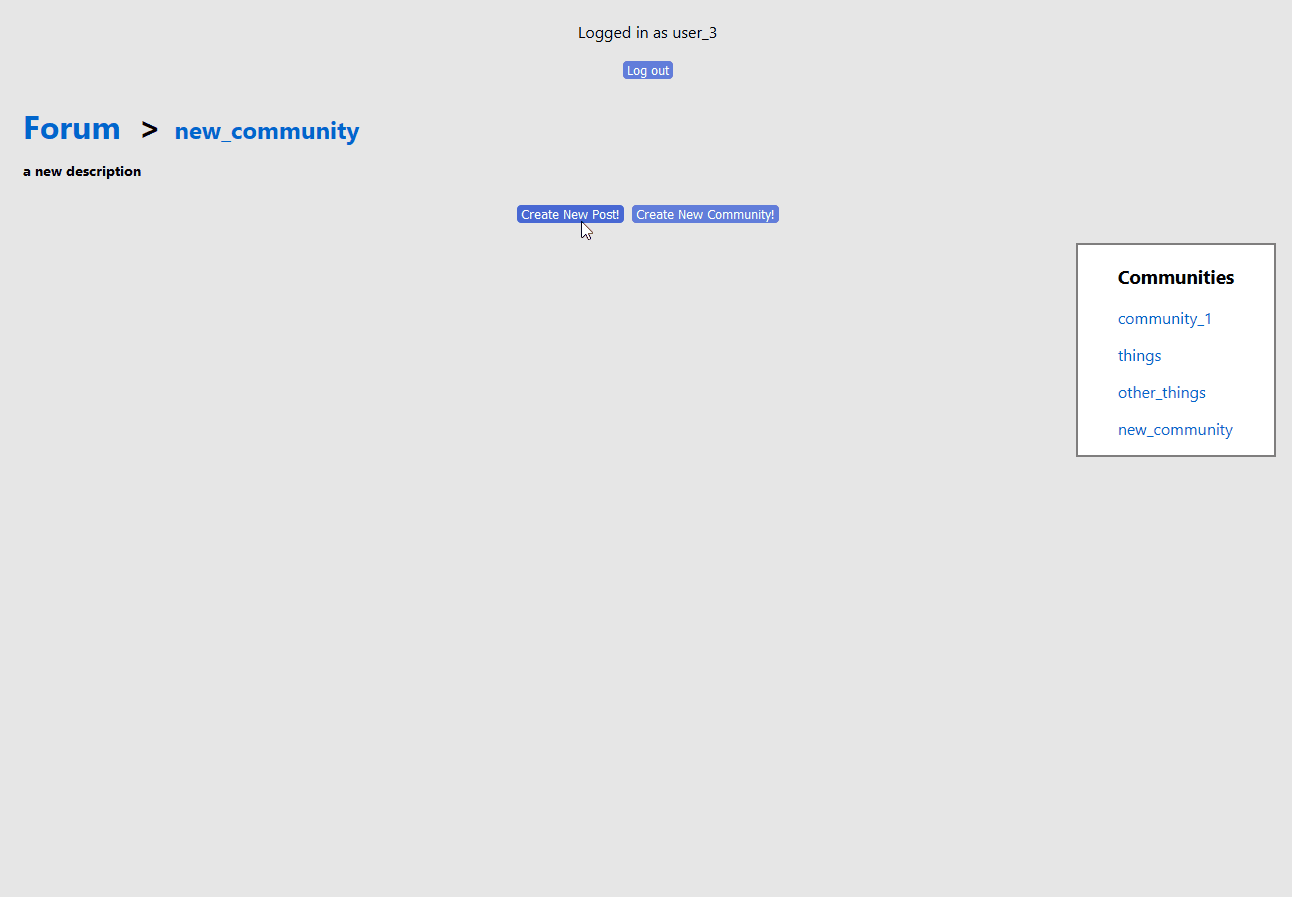 Logged in as user_3
Log out
Forum > new_community
a new description
Create New Post! Create New Community!
Communities
community_1
things
other_things
new_community